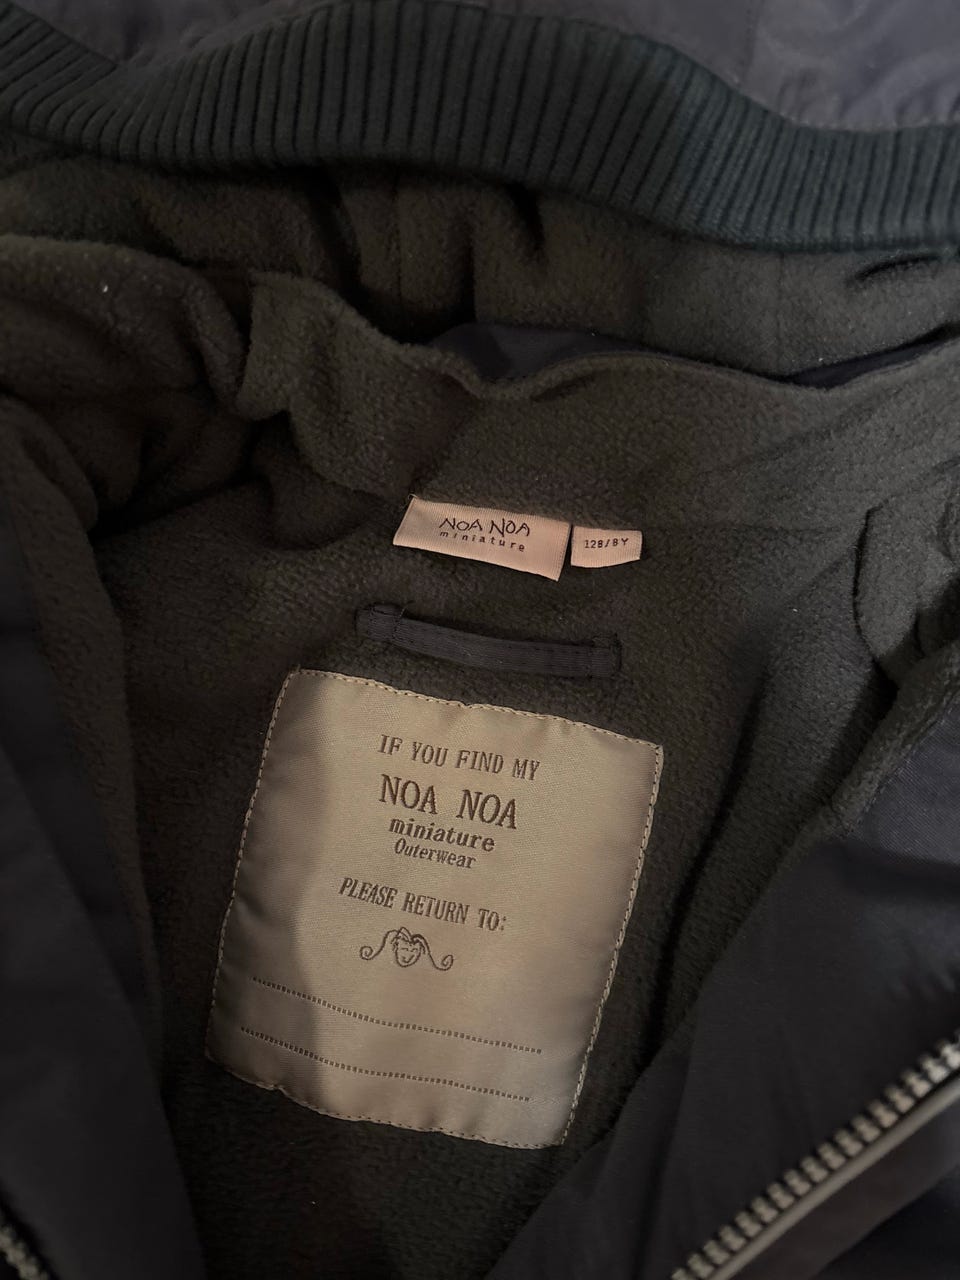 NOA NOA
miniature
128/8Y
IF YOU FIND MY
NOA NOA
miniature
Outerwear
PLEASE RETURN TO: